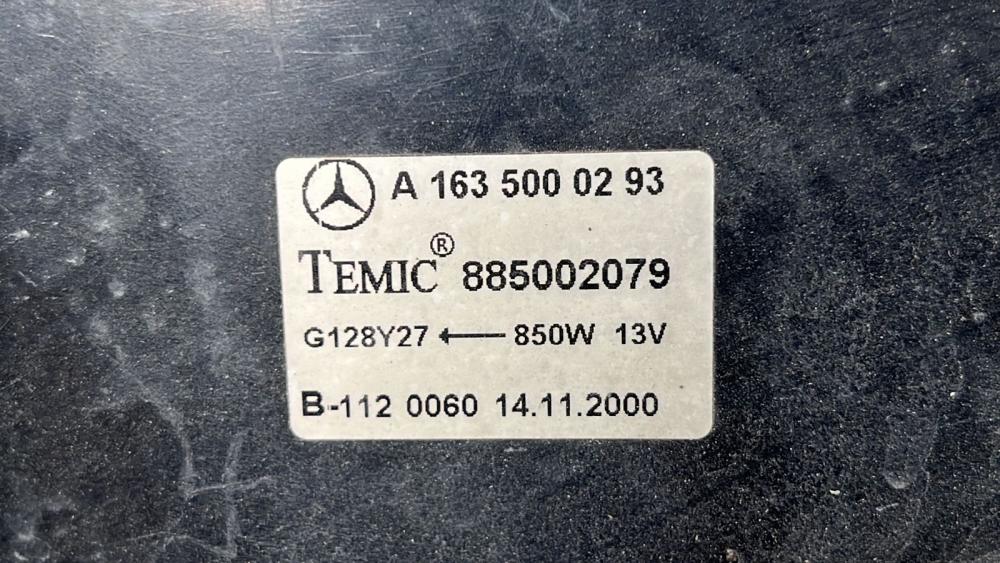 A 163 500 02 93
TEMIC® 885002079
G128Y27 ← 850W 13V
B-112 0060 14.11.2000